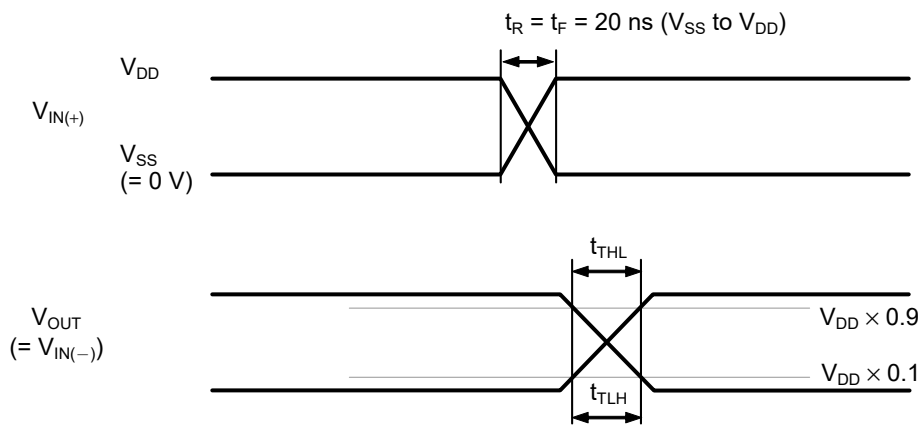 tR = tF = 20 ns (VSS to VDD)
VDD
VIN(+)
VSS
(= 0 V)
tTHL
VOUT
(= VIN(−))
VDD × 0.9
VDD × 0.1
tTLH